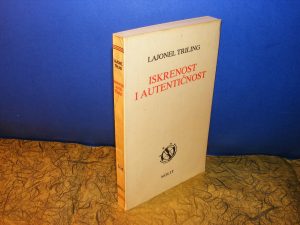 LAJONEL TRILING
ISKRENOST
I AUTENTIČNOST
NOLIT